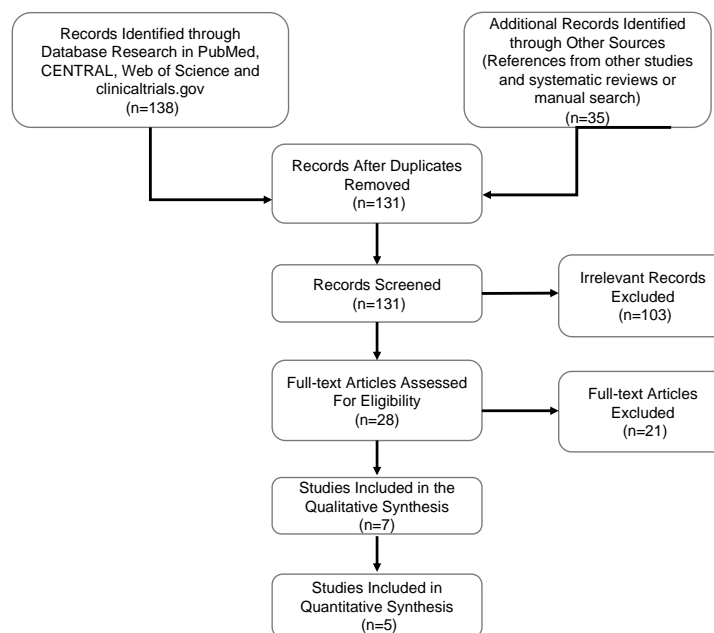 Records Identified through
Database Research in PubMed,
CENTRAL, Web of Science and
clinicaltrials.gov
(n=138)
Additional Records Identified
through Other Sources
(References from other studies
and systematic reviews or
manual search)
(n=35)
Records After Duplicates
Removed
(n=131)
Records Screened
(n=131)
Irrelevant Records
Excluded
(n=103)
Full-text Articles Assessed
For Eligibility
(n=28)
Full-text Articles
Excluded
(n=21)
Studies Included in the
Qualitative Synthesis
(n=7)
Studies Included in
Quantitative Synthesis
(n=5)